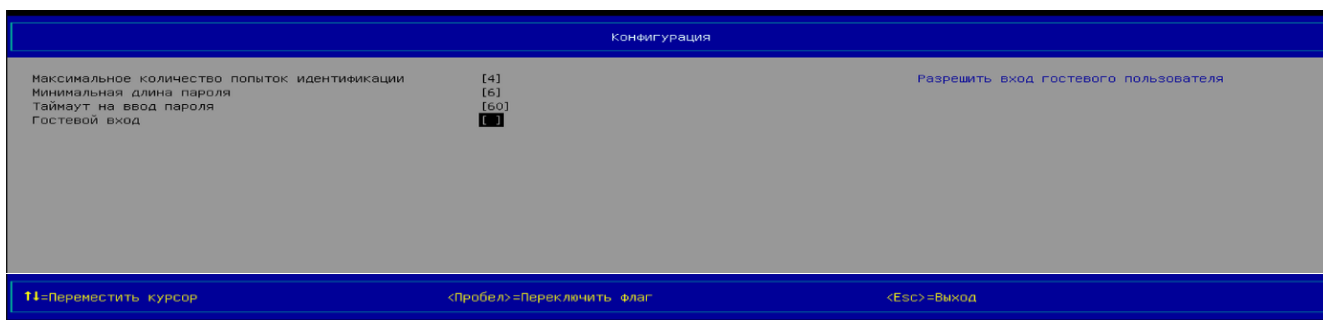 Конфигурация
Максимальное количество попыток идентификации [4] Разрешить вход гостевого пользователя
Минимальная длина пароля [6]
Таймаут на ввод пароля [60]
Гостевой вход [ ]
↑↓=Переместить курсор <Пробел>=Переключить флаг <Esc>=Выход